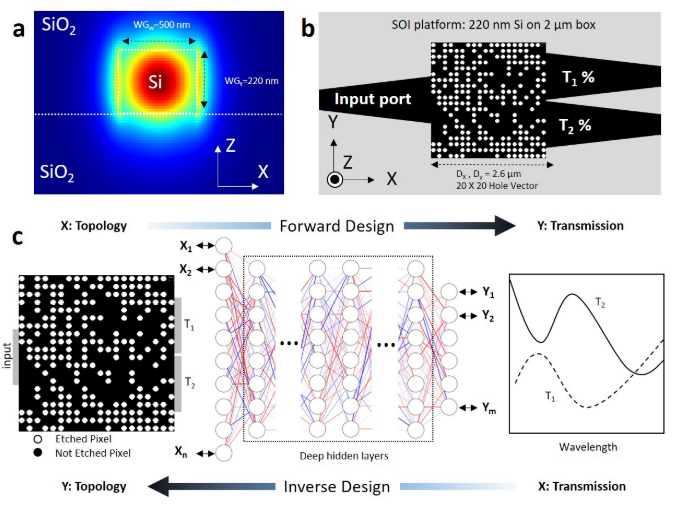 a
SiO₂
WGw=500 nm
Si
WGt=220 nm
SiO₂
Z
X
b
SOI platform: 220 nm Si on 2 µm box
Input port
T₁ %
T₂ %
Y
Z
X
Dx , Dy = 2.6 µm
20 X 20 Hole Vector
X: Topology
Forward Design
Y: Transmission
c
X₁
X₂
Xn
input
T₁
T₂
Etched Pixel
Not Etched Pixel
Deep hidden layers
Y₁
Y₂
Ym
T₂
T₁
Wavelength
Y: Topology
Inverse Design
X: Transmission